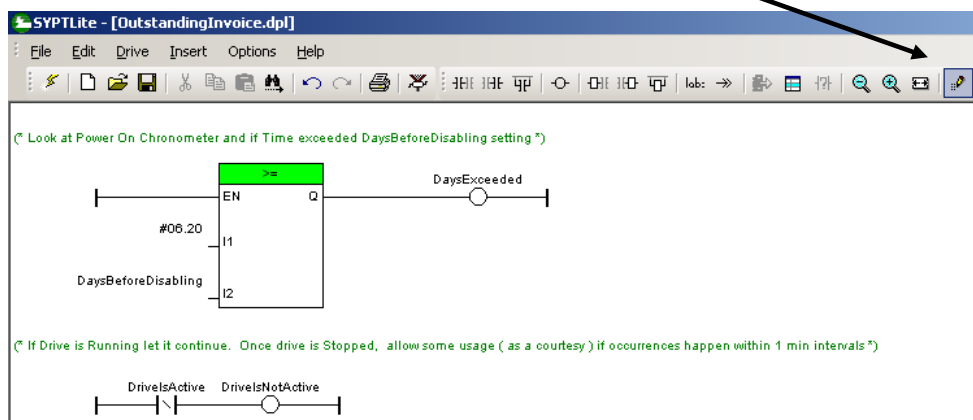 SYPTLite - [OutstandingInvoice.dpl]
File Edit Drive Insert Options Help
lab:
(* Look at Power On Chronometer and if Time exceeded DaysBeforeDisabling setting *)
>=
DaysExceeded
EN Q
#06.20
I1
DaysBeforeDisabling
I2
(* If Drive is Running let it continue. Once drive is Stopped, allow some usage ( as a courtesy ) if occurrences happen within 1 min intervals *)
DriveIsActive DriveIsNotActive